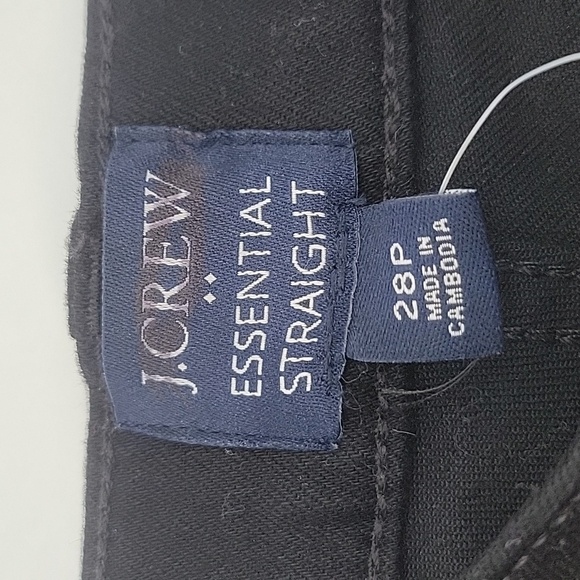 J.CREW
ESSENTIAL
STRAIGHT
28P
MADE IN
CAMBODIA